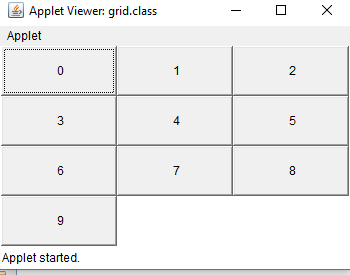 Applet Viewer: grid.class
Applet
0 1 2
3 4 5
6 7 8
9
Applet started.